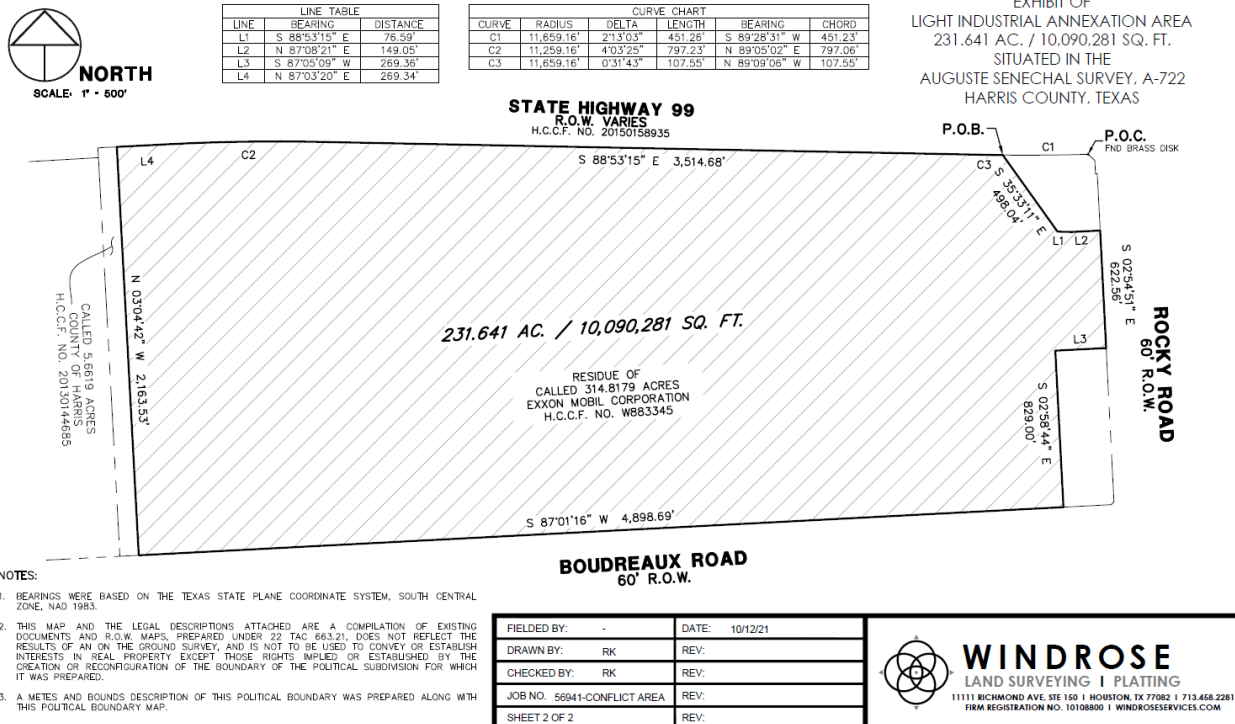 NORTH
SCALE: 1" = 500'
LINE TABLE
LINE BEARING DISTANCE
L1 S 88°53'15" E 76.59'
L2 N 87°08'21" E 149.05'
L3 S 87°05'09" W 269.36'
L4 N 87°03'20" E 269.34'
CURVE CHART
CURVE RADIUS DELTA LENGTH BEARING CHORD
C1 11,659.16' 2°13'03" 451.26' S 89°28'31" W 451.23'
C2 11,259.16' 4°03'25" 797.23' N 89°05'02" E 797.06'
C3 11,659.16' 0°31'43" 107.55' N 89°09'06" W 107.55'
EXHIBIT OF
LIGHT INDUSTRIAL ANNEXATION AREA
231.641 AC. / 10,090,281 SQ. FT.
SITUATED IN THE
AUGUSTE SENECHAL SURVEY, A-722
HARRIS COUNTY, TEXAS
STATE HIGHWAY 99
R.O.W. VARIES
H.C.C.F. NO. 20150158935
P.O.B.
P.O.C.
FND BRASS DISK
C1
L4
C2
S 88°53'15" E 3,514.68'
C3
S 35°33'11" E
498.04'
L1 L2
S 02°54'51" E
622.56'
L3
ROCKY ROAD
60' R.O.W.
S 02°58'44" E
829.00'
N 03°04'42" W 2,163.53'
CALLED 5.6619 ACRES
COUNTY OF HARRIS
H.C.C.F. NO. 20130144685
231.641 AC. / 10,090,281 SQ. FT.
RESIDUE OF
CALLED 314.8179 ACRES
EXXON MOBIL CORPORATION
H.C.C.F. NO. W883345
S 87°01'16" W 4,898.69'
BOUDREAUX ROAD
60' R.O.W.
NOTES:
1. BEARINGS WERE BASED ON THE TEXAS STATE PLANE COORDINATE SYSTEM, SOUTH CENTRAL
ZONE, NAD 1983.
2. THIS MAP AND THE LEGAL DESCRIPTIONS ATTACHED ARE A COMPILATION OF EXISTING
DOCUMENTS AND R.O.W. MAPS, PREPARED UNDER 22 TAC 663.21, DOES NOT REFLECT THE
RESULTS OF AN ON THE GROUND SURVEY, AND IS NOT TO BE USED TO CONVEY OR ESTABLISH
INTERESTS IN REAL PROPERTY EXCEPT THOSE RIGHTS IMPLIED OR ESTABLISHED BY THE
CREATION OR RECONFIGURATION OF THE BOUNDARY OF THE POLITICAL SUBDIVISION FOR WHICH
IT WAS PREPARED.
3. A METES AND BOUNDS DESCRIPTION OF THIS POLITICAL BOUNDARY WAS PREPARED ALONG WITH
THIS POLITICAL BOUNDARY MAP.
FIELDED BY: - DATE: 10/12/21
DRAWN BY: RK REV:
CHECKED BY: RK REV:
JOB NO. 56941-CONFLICT AREA REV:
SHEET 2 OF 2 REV:
WINDROSE
LAND SURVEYING | PLATTING
11111 RICHMOND AVE, STE 150 | HOUSTON, TX 77082 | 713.458.2281
FIRM REGISTRATION NO. 10108800 | WINDROSESERVICES.COM